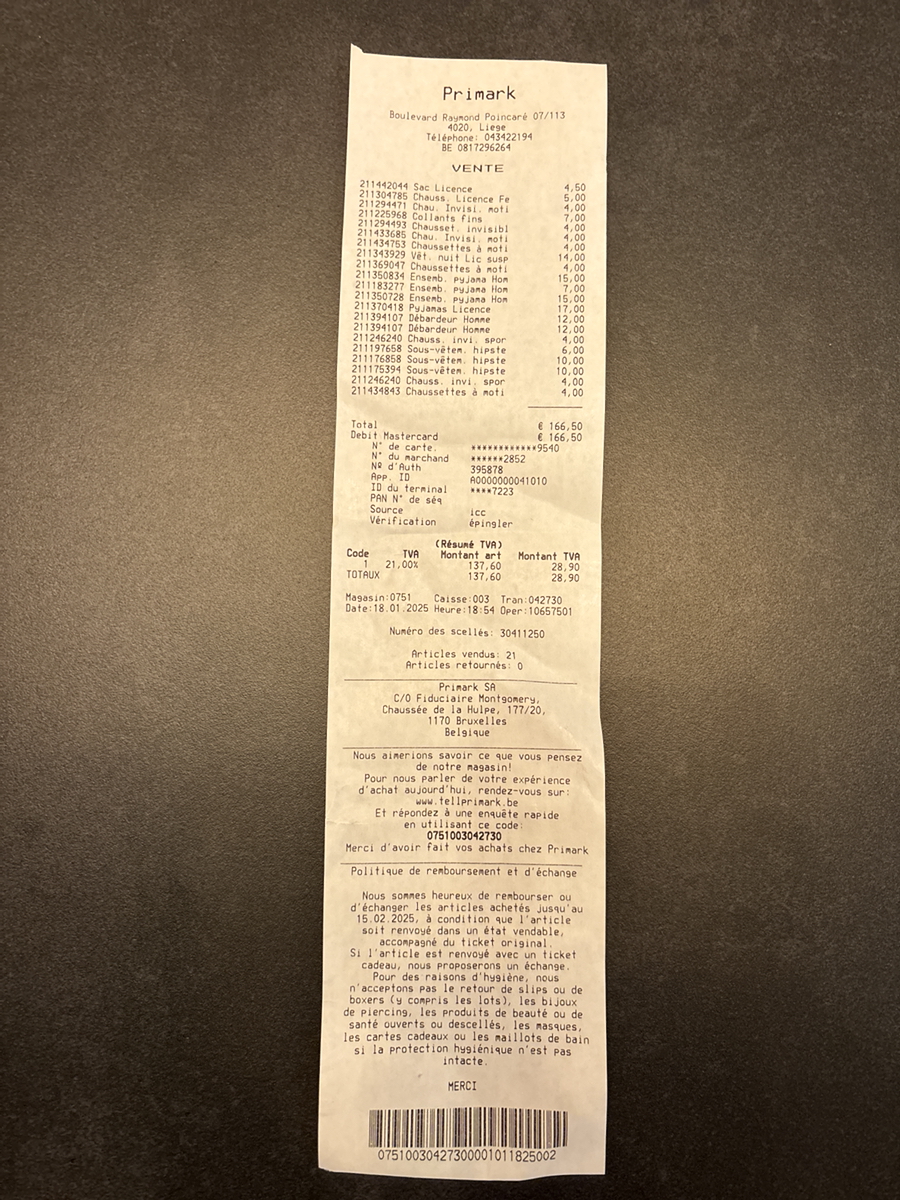 Primark
Boulevard Raymond Poincaré 07/113
4020, Liege
Téléphone: 043422194
BE 0817296264
VENTE
211442044 Sac Licence 4,50
211304785 Chauss. Licence Fe 5,00
211294471 Chau. Invisi. moti 4,00
211225968 Collants fins 7,00
211294493 Chausset. invisibl 4,00
211433685 Chau. Invisi. moti 4,00
211434753 Chaussettes à moti 4,00
211343929 Vêt. nuit Lic susp 14,00
211369047 Chaussettes à moti 4,00
211350834 Ensemb. pyjama Hom 15,00
211183277 Ensemb. pyjama Hom 7,00
211350728 Ensemb. pyjama Hom 15,00
211370418 Pyjamas Licence 17,00
211394107 Débardeur Homme 12,00
211394107 Débardeur Homme 12,00
211246240 Chauss. invi. spor 4,00
211197658 Sous-vêtem. hipste 6,00
211176858 Sous-vêtem. hipste 10,00
211175394 Sous-vêtem. hipste 10,00
211246240 Chauss. invi. spor 4,00
211434843 Chaussettes à moti 4,00
Total € 166,50
Debit Mastercard € 166,50
N° de carte. ************9540
N° du marchand ******2852
Nº d'Auth 395878
App. ID A0000000041010
ID du terminal ****7223
PAN N° de séq
Source icc
Vérification épingler
(Résumé TVA)
Code TVA Montant art Montant TVA
1 21,00% 137,60 28,90
TOTAUX 137,60 28,90
Magasin:0751 Caisse:003 Tran:042730
Date:18.01.2025 Heure:18:54 Oper:10657501
Numéro des scellés: 30411250
Articles vendus: 21
Articles retournés: 0
Primark SA
C/O Fiduciaire Montgomery,
Chaussée de la Hulpe, 177/20,
1170 Bruxelles
Belgique
Nous aimerions savoir ce que vous pensez
de notre magasin!
Pour nous parler de votre expérience
d'achat aujourd'hui, rendez-vous sur:
www.tellprimark.be
Et répondez à une enquête rapide
en utilisant ce code:
0751003042730
Merci d'avoir fait vos achats chez Primark
Politique de remboursement et d'échange
Nous sommes heureux de rembourser ou
d'échanger les articles achetés jusqu'au
15.02.2025, à condition que l'article
soit renvoyé dans un état vendable,
accompagné du ticket original.
Si l'article est renvoyé avec un ticket
cadeau, nous proposerons un échange.
Pour des raisons d'hygiène, nous
n'acceptons pas le retour de slips ou de
boxers (y compris les lots), les bijoux
de piercing, les produits de beauté ou de
santé ouverts ou descellés, les masques,
les cartes cadeaux ou les maillots de bain
si la protection hygiénique n'est pas
intacte.
MERCI
07510030427300001011825002